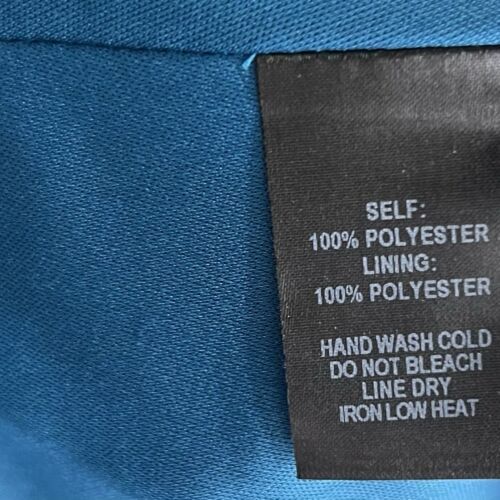 SELF:
100% POLYESTER
LINING:
100% POLYESTER
HAND WASH COLD
DO NOT BLEACH
LINE DRY
IRON LOW HEAT